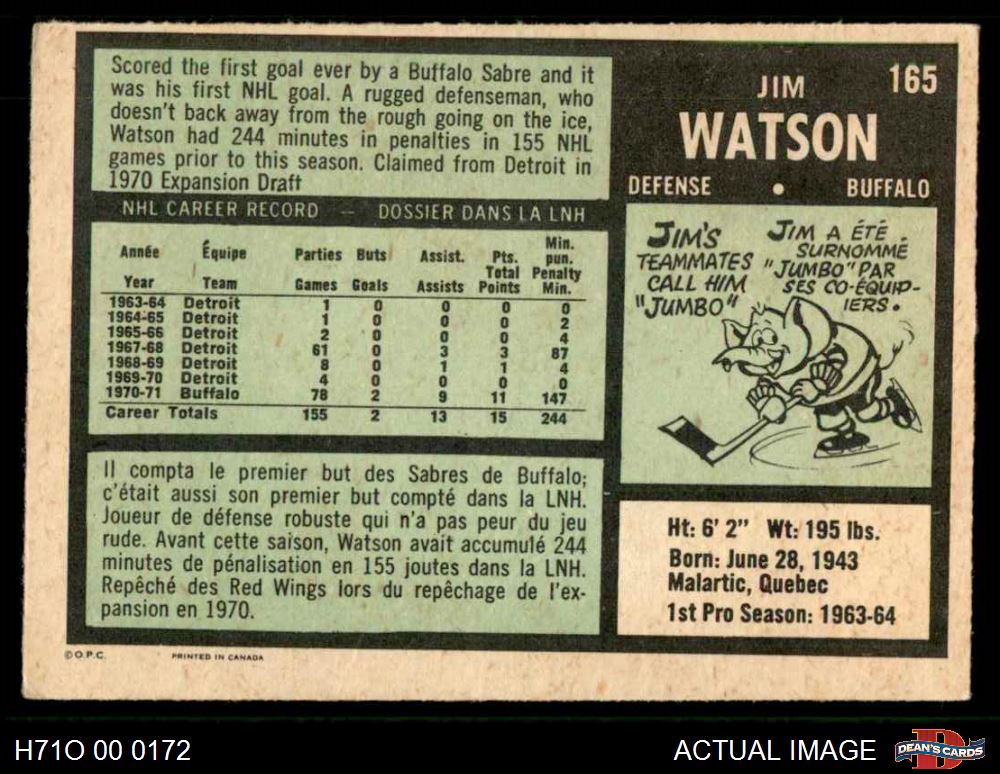 Scored the first goal ever by a Buffalo Sabre and it
was his first NHL goal. A rugged defenseman, who
doesn't back away from the rough going on the ice,
Watson had 244 minutes in penalties in 155 NHL
games prior to this season. Claimed from Detroit in
1970 Expansion Draft
JIM 165
WATSON
DEFENSE • BUFFALO
NHL CAREER RECORD — DOSSIER DANS LA LNH
Année Équipe Parties Buts Assist. Pts. Min. pun.
Year Team Games Goals Assists Total Points Penalty Min.
1963-64 Detroit 1 0 0 0 0
1964-65 Detroit 1 0 0 0 2
1965-66 Detroit 2 0 0 0 4
1967-68 Detroit 61 0 3 3 87
1968-69 Detroit 8 0 1 1 4
1969-70 Detroit 4 0 0 0 0
1970-71 Buffalo 78 2 9 11 147
Career Totals 155 2 13 15 244
JIM'S
TEAMMATES
CALL HIM
"JUMBO"
JIM A ÉTÉ
SURNOMMÉ
"JUMBO" PAR
SES CO-ÉQUIP-
IERS.
Il compta le premier but des Sabres de Buffalo;
c'était aussi son premier but compté dans la LNH.
Joueur de défense robuste qui n'a pas peur du jeu
rude. Avant cette saison, Watson avait accumulé 244
minutes de pénalisation en 155 joutes dans la LNH.
Repêché des Red Wings lors du repêchage de l'ex-
pansion en 1970.
Ht: 6' 2" Wt: 195 lbs.
Born: June 28, 1943
Malartic, Quebec
1st Pro Season: 1963-64
© O.P.C. PRINTED IN CANADA
H71O 00 0172 ACTUAL IMAGE DEAN'S CARDS